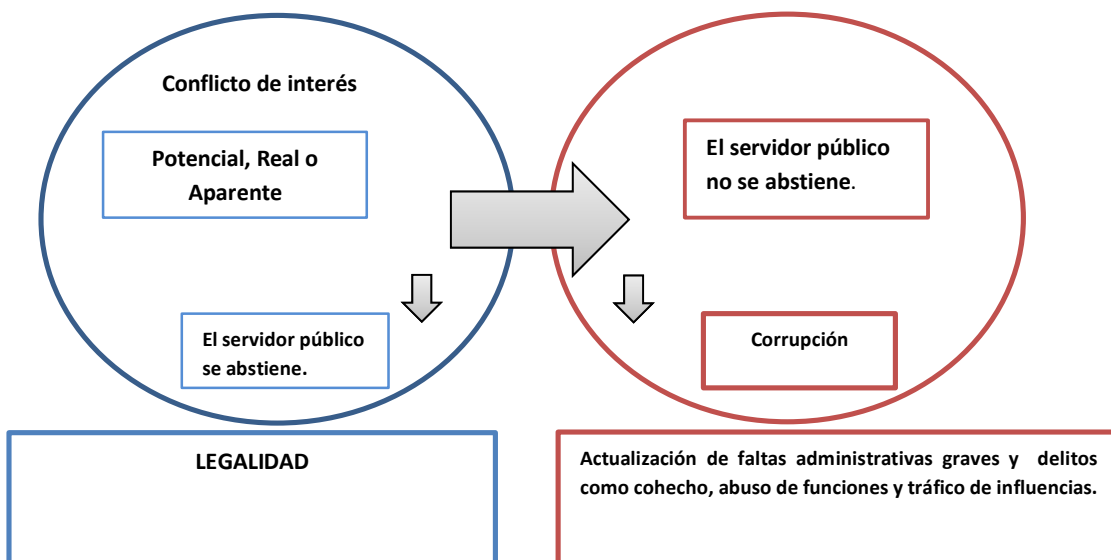 Conflicto de interés
Potencial, Real o
Aparente
El servidor público
se abstiene.
LEGALIDAD
El servidor público
no se abstiene.
Corrupción
Actualización de faltas administrativas graves y delitos
como cohecho, abuso de funciones y tráfico de influencias.